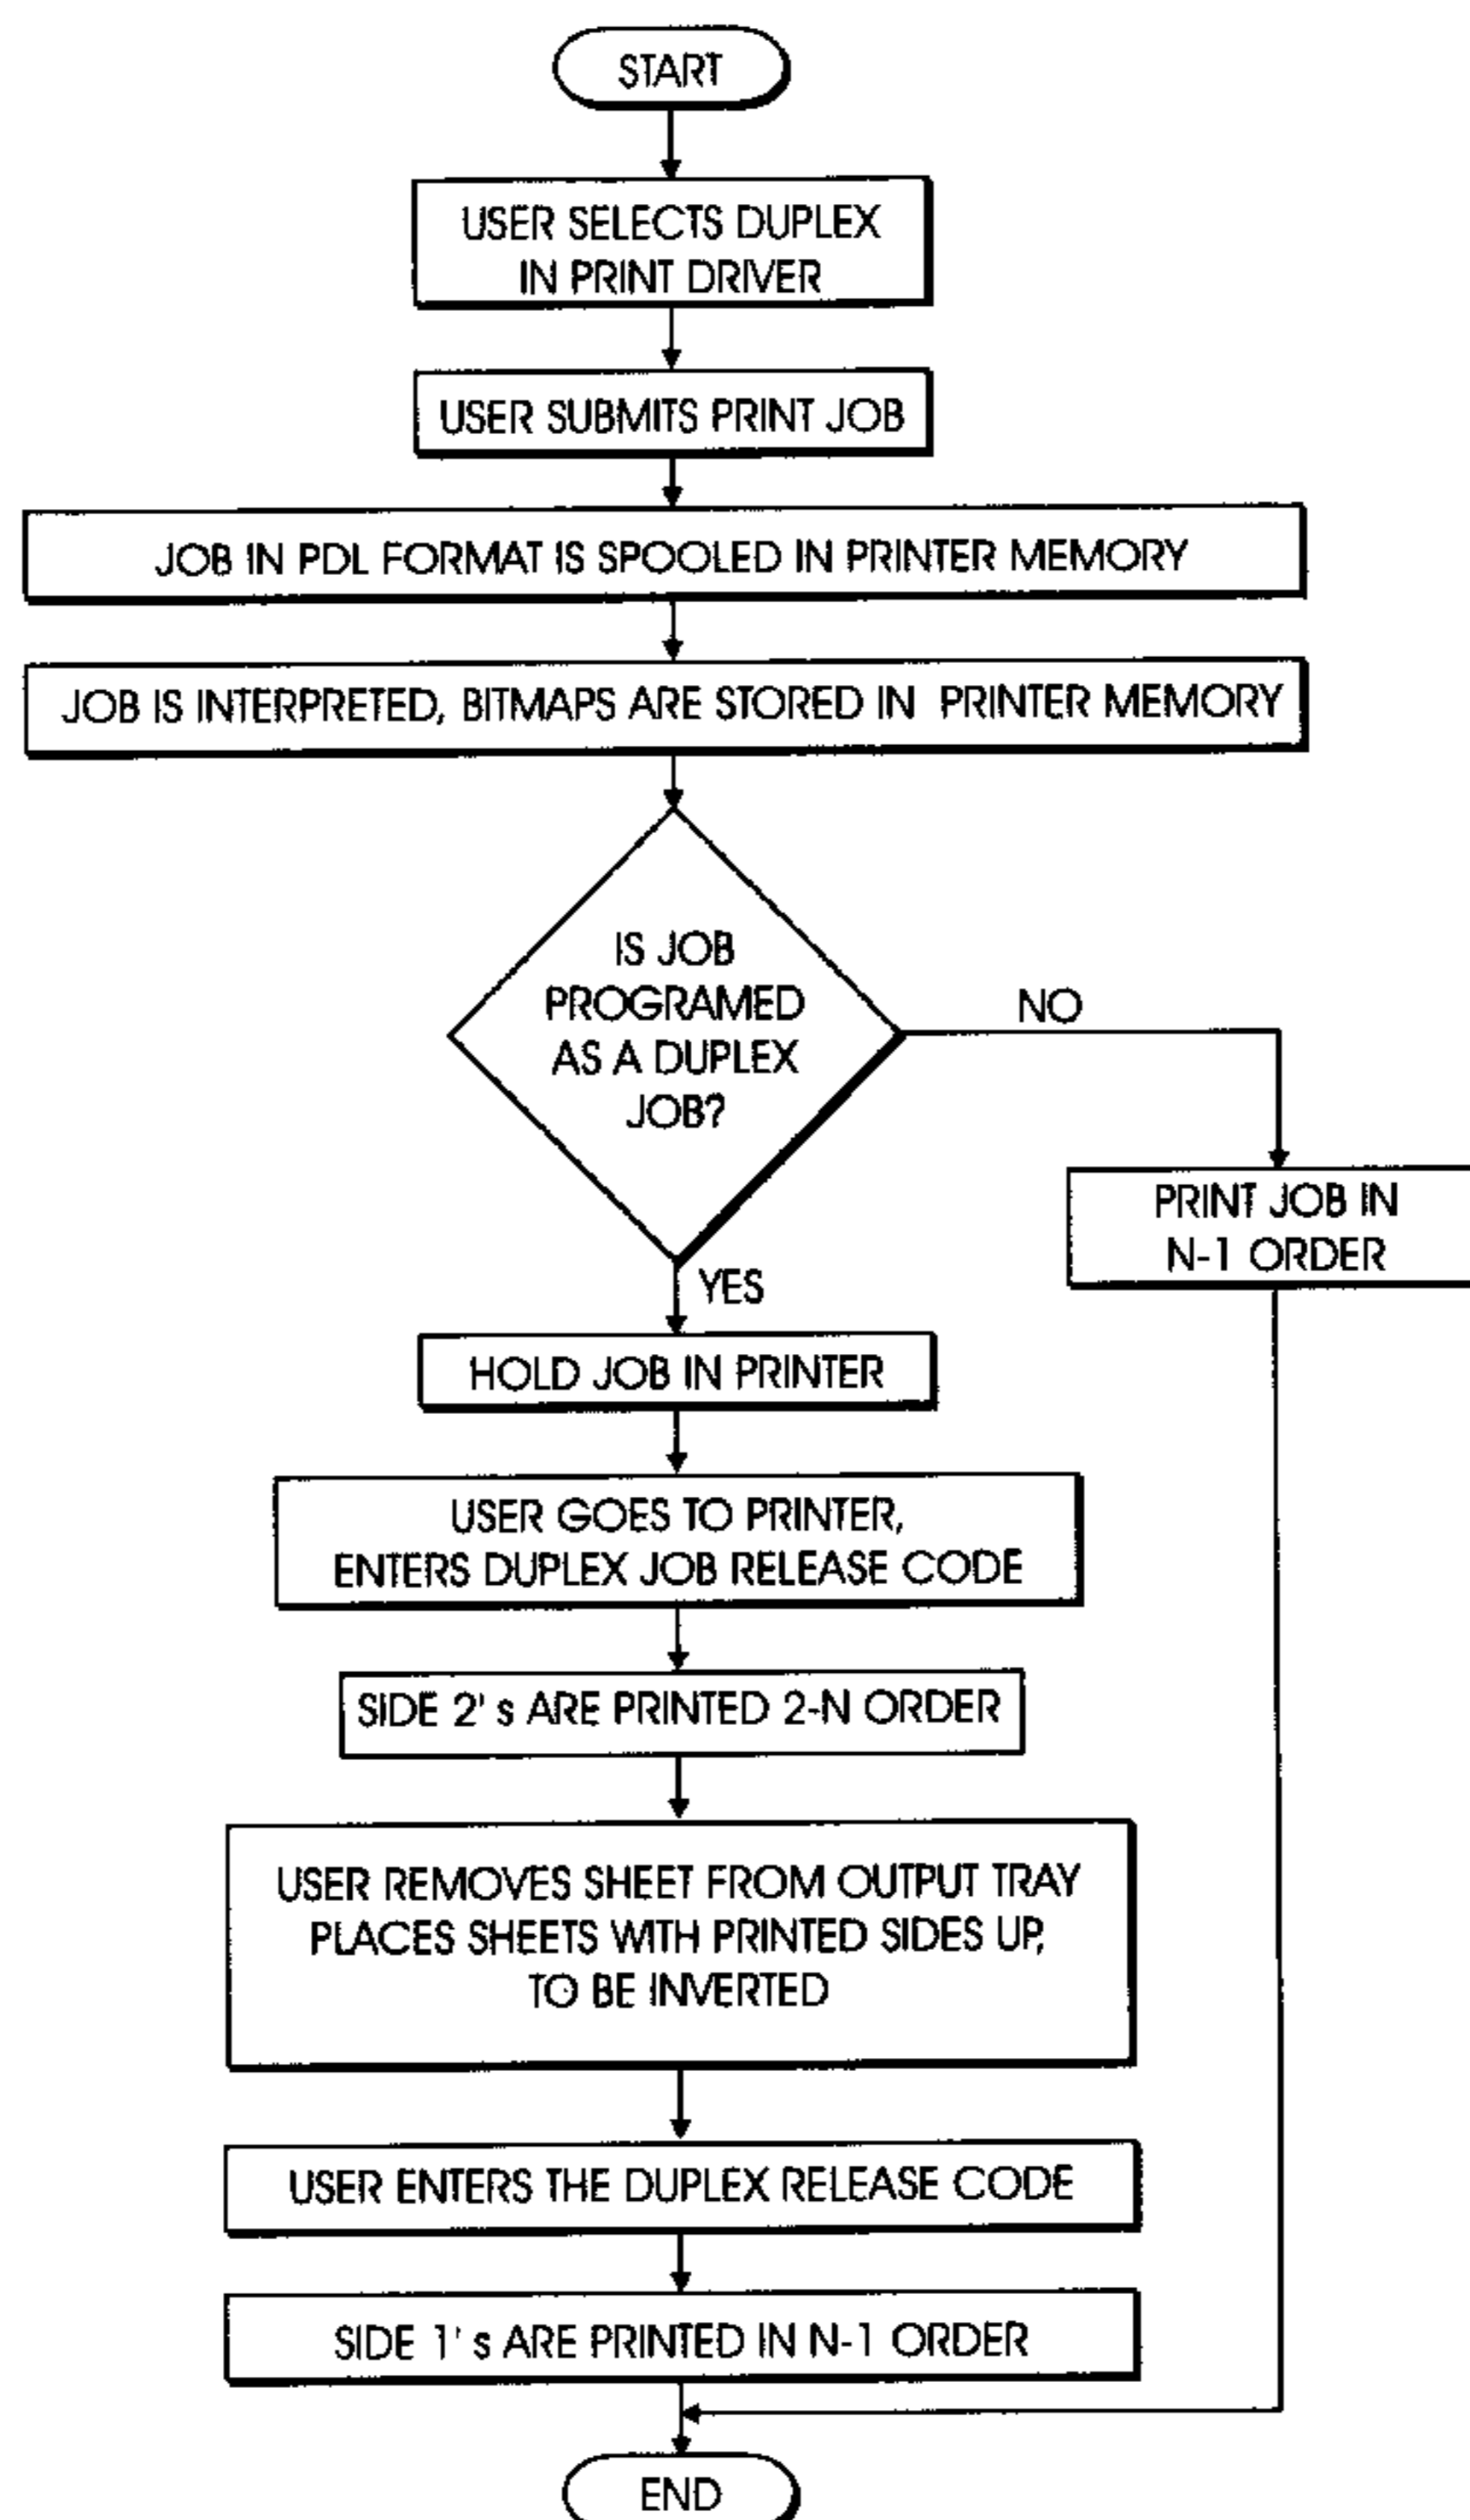 START
USER SELECTS DUPLEX
IN PRINT DRIVER
USER SUBMITS PRINT JOB
JOB IN PDL FORMAT IS SPOOLED IN PRINTER MEMORY
JOB IS INTERPRETED, BITMAPS ARE STORED IN PRINTER MEMORY
IS JOB
PROGRAMED
AS A DUPLEX
JOB?
NO
PRINT JOB IN
N-1 ORDER
YES
HOLD JOB IN PRINTER
USER GOES TO PRINTER,
ENTERS DUPLEX JOB RELEASE CODE
SIDE 2's ARE PRINTED 2-N ORDER
USER REMOVES SHEET FROM OUTPUT TRAY
PLACES SHEETS WITH PRINTED SIDES UP,
TO BE INVERTED
USER ENTERS THE DUPLEX RELEASE CODE
SIDE 1's ARE PRINTED IN N-1 ORDER
END